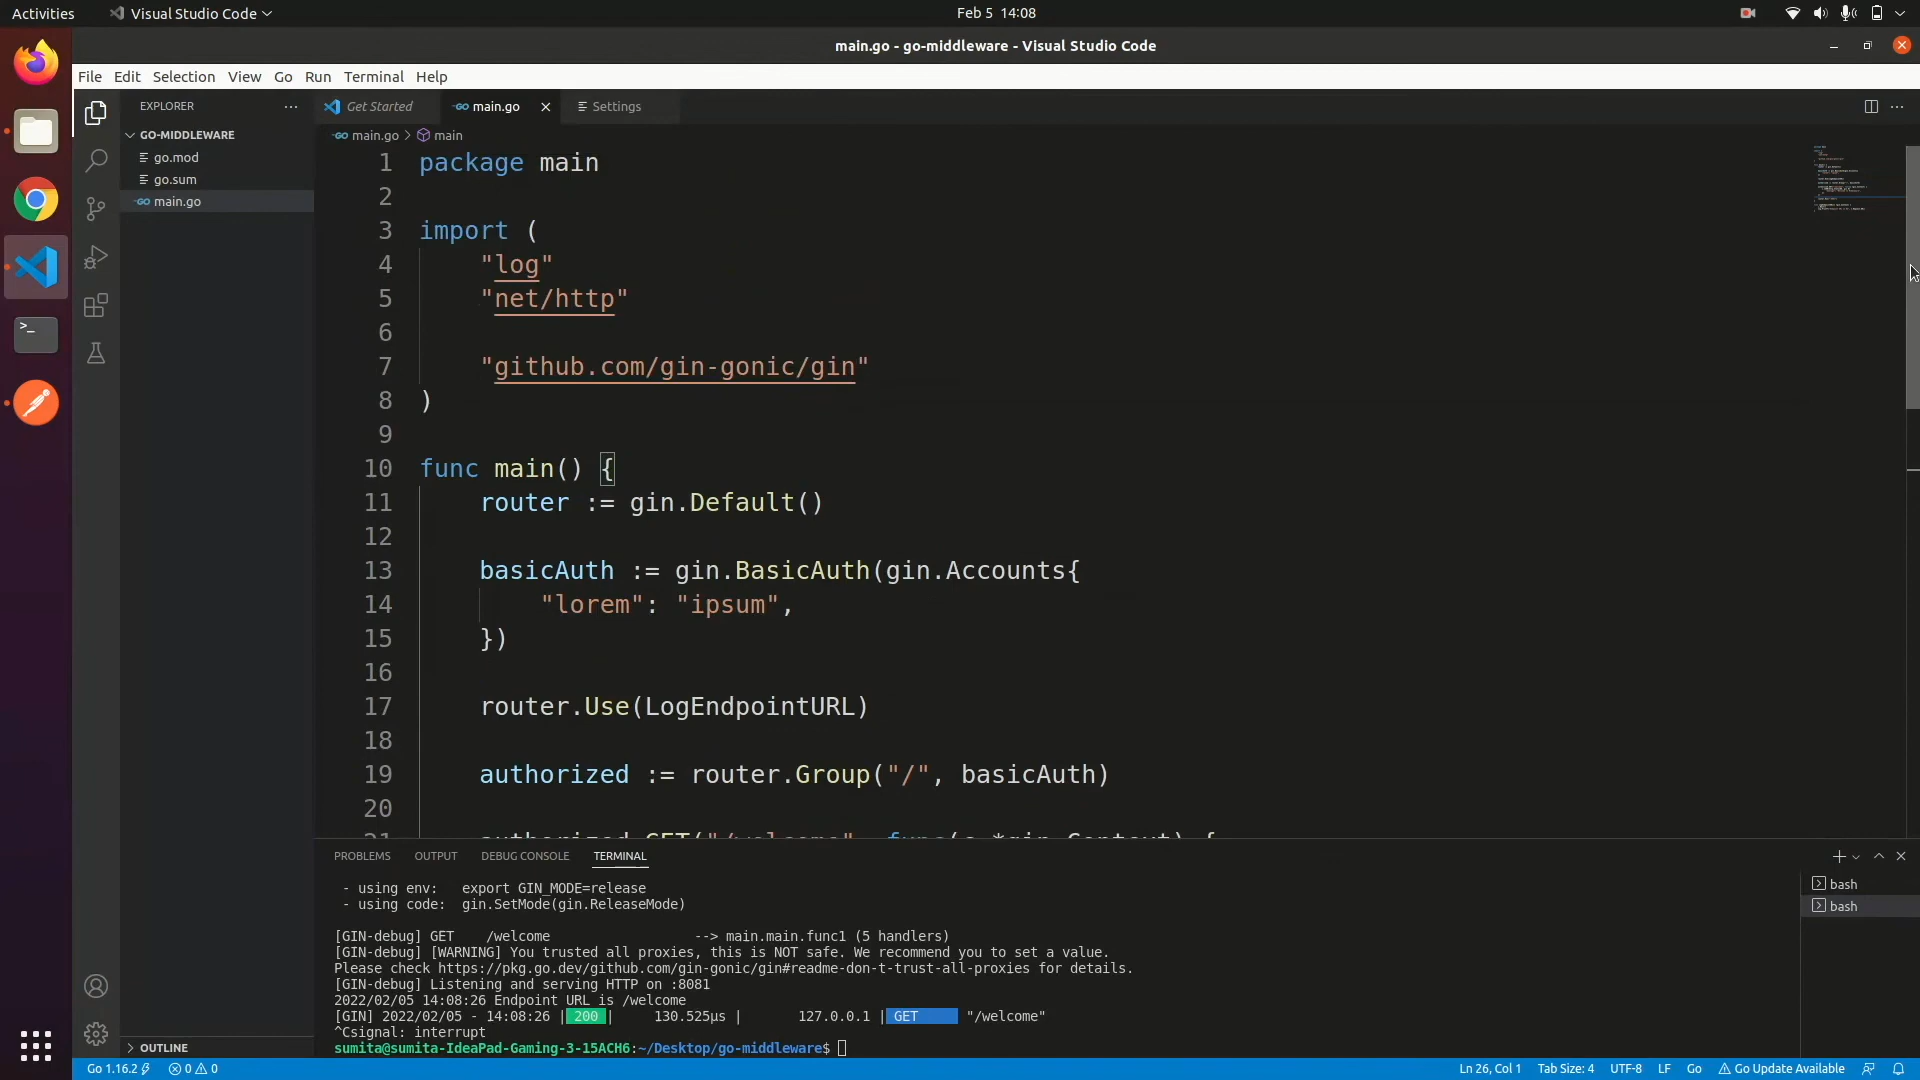 Activities
Visual Studio Code
Feb 5 14:08
main.go - go-middleware - Visual Studio Code
File Edit Selection View Go Run Terminal Help
EXPLORER
Get Started
main.go
Settings
GO-MIDDLEWARE
go.mod
go.sum
main.go
main.go > main
1 package main
2
3 import (
4 "log"
5 "net/http"
6
7 "github.com/gin-gonic/gin"
8 )
9
10 func main() {
11 router := gin.Default()
12
13 basicAuth := gin.BasicAuth(gin.Accounts{
14 "lorem": "ipsum",
15 })
16
17 router.Use(LogEndpointURL)
18
19 authorized := router.Group("/", basicAuth)
20
21 authorized.GET("/welcome", func(c *gin.Context) {
PROBLEMS OUTPUT DEBUG CONSOLE TERMINAL
- using env: export GIN_MODE=release
- using code: gin.SetMode(gin.ReleaseMode)
[GIN-debug] GET /welcome --> main.main.func1 (5 handlers)
[GIN-debug] [WARNING] You trusted all proxies, this is NOT safe. We recommend you to set a value.
Please check https://pkg.go.dev/github.com/gin-gonic/gin#readme-don-t-trust-all-proxies for details.
[GIN-debug] Listening and serving HTTP on :8081
2022/02/05 14:08:26 Endpoint URL is /welcome
[GIN] 2022/02/05 - 14:08:26 | 200 | 130.525µs | 127.0.0.1 | GET "/welcome"
^Csignal: interrupt
sumita@sumita-IdeaPad-Gaming-3-15ACH6:~/Desktop/go-middleware$
bash
bash
OUTLINE
Go 1.16.2
0 0
Ln 26, Col 1
Tab Size: 4
UTF-8
LF
Go
Go Update Available